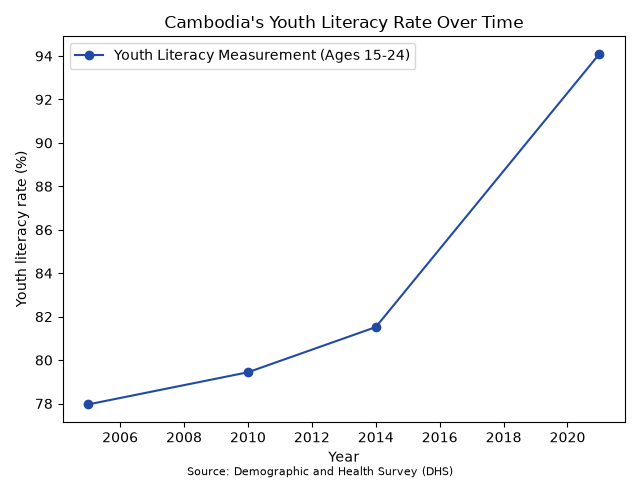 Cambodia's Youth Literacy Rate Over Time
Youth Literacy Measurement (Ages 15-24)
Youth literacy rate (%)
94
92
90
88
86
84
82
80
78
2006 2008 2010 2012 2014 2016 2018 2020
Year
Source: Demographic and Health Survey (DHS)